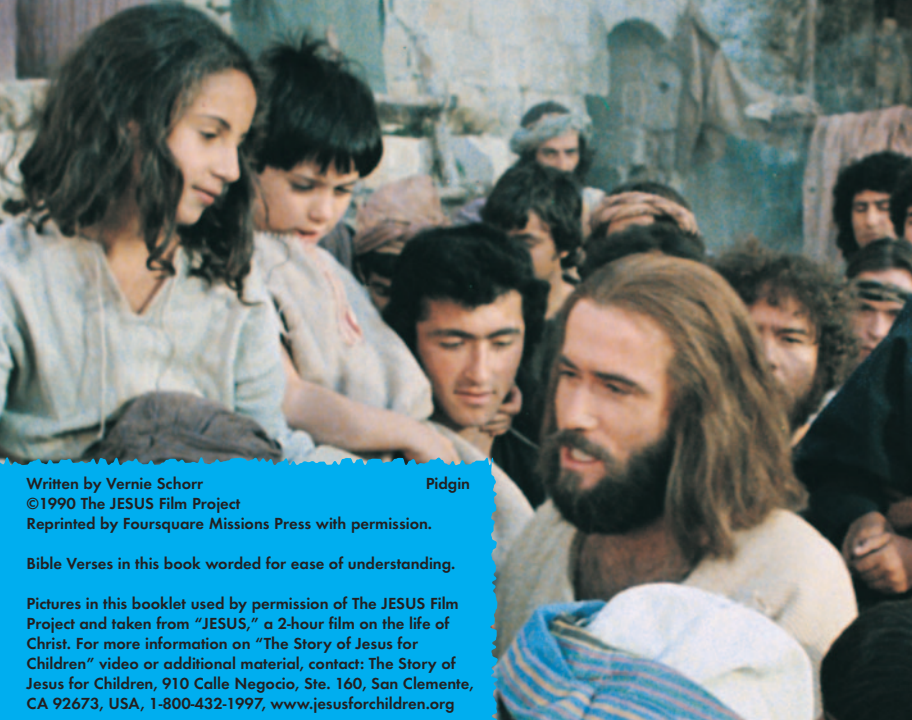 Written by Vernie Schorr Pidgin
©1990 The JESUS Film Project
Reprinted by Foursquare Missions Press with permission.
Bible Verses in this book worded for ease of understanding.
Pictures in this booklet used by permission of The JESUS Film
Project and taken from “JESUS,” a 2-hour film on the life of
Christ. For more information on “The Story of Jesus for
Children” video or additional material, contact: The Story of
Jesus for Children, 910 Calle Negocio, Ste. 160, San Clemente,
CA 92673, USA, 1-800-432-1997, www.jesusforchildren.org